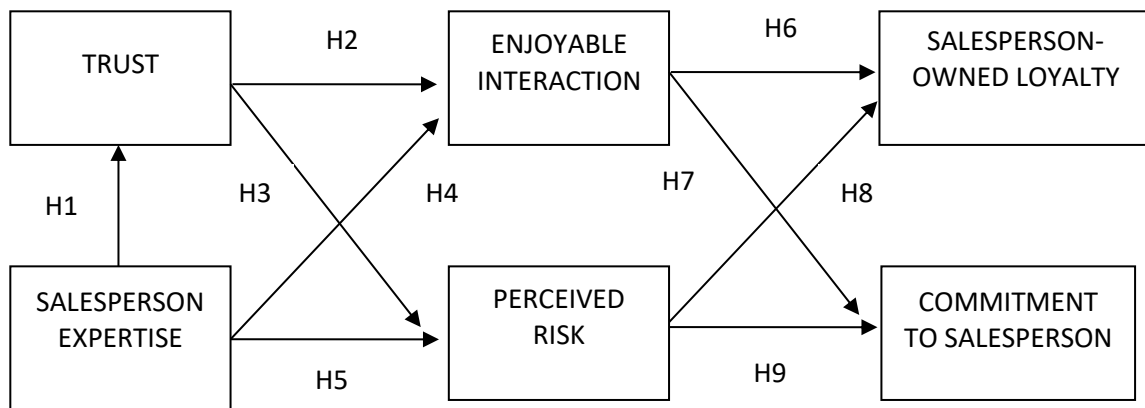 TRUST
H2
ENJOYABLE
INTERACTION
H6
SALESPERSON-
OWNED LOYALTY
H1
H3
H4
H7
H8
SALESPERSON
EXPERTISE
H5
PERCEIVED
RISK
H9
COMMITMENT
TO SALESPERSON